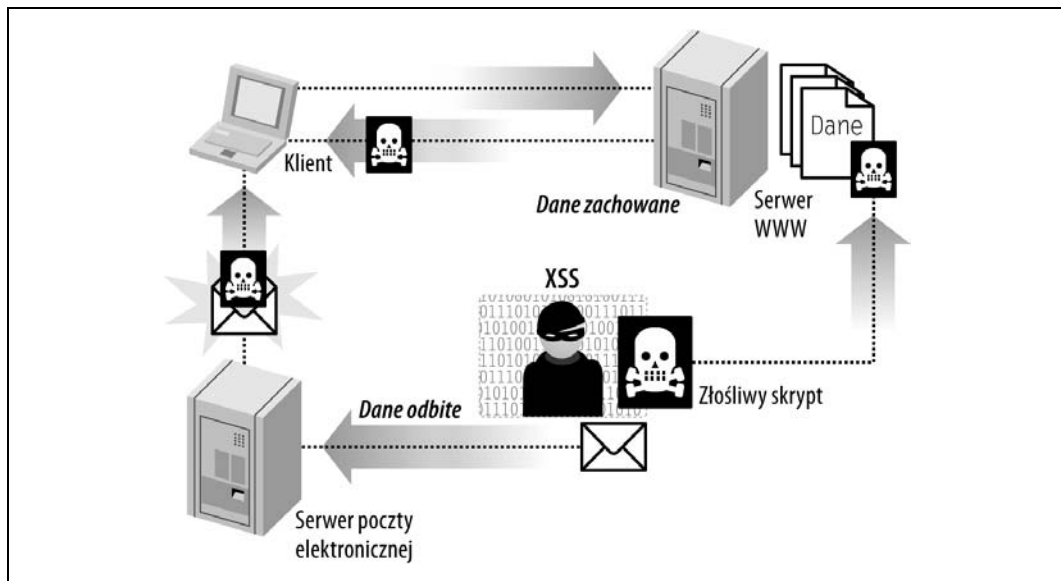 Klient
Dane
Dane zachowane
Serwer
WWW
XSS
Złośliwy skrypt
Dane odbite
Serwer poczty
elektronicznej